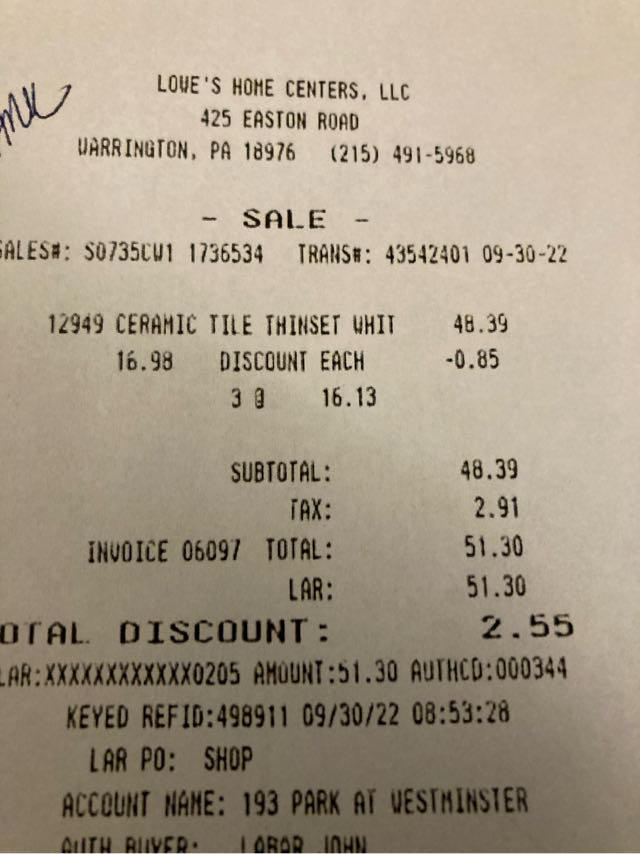 LOWE'S HOME CENTERS, LLC
425 EASTON ROAD
WARRINGTON, PA 18976 (215) 491-5968
- SALE -
SALES#: S0735CW1 1736534 TRANS#: 43542401 09-30-22
12949 CERAMIC TILE THINSET WHIT 48.39
16.98 DISCOUNT EACH -0.85
3 @ 16.13
SUBTOTAL: 48.39
TAX: 2.91
INVOICE 06097 TOTAL: 51.30
LAR: 51.30
OTAL DISCOUNT: 2.55
LAR:XXXXXXXXXXXX0205 AMOUNT:51.30 AUTHCD:000344
KEYED REFID:498911 09/30/22 08:53:28
LAR PO: SHOP
ACCOUNT NAME: 193 PARK AT WESTMINSTER
AUTH BUYER: LABAR JOHN